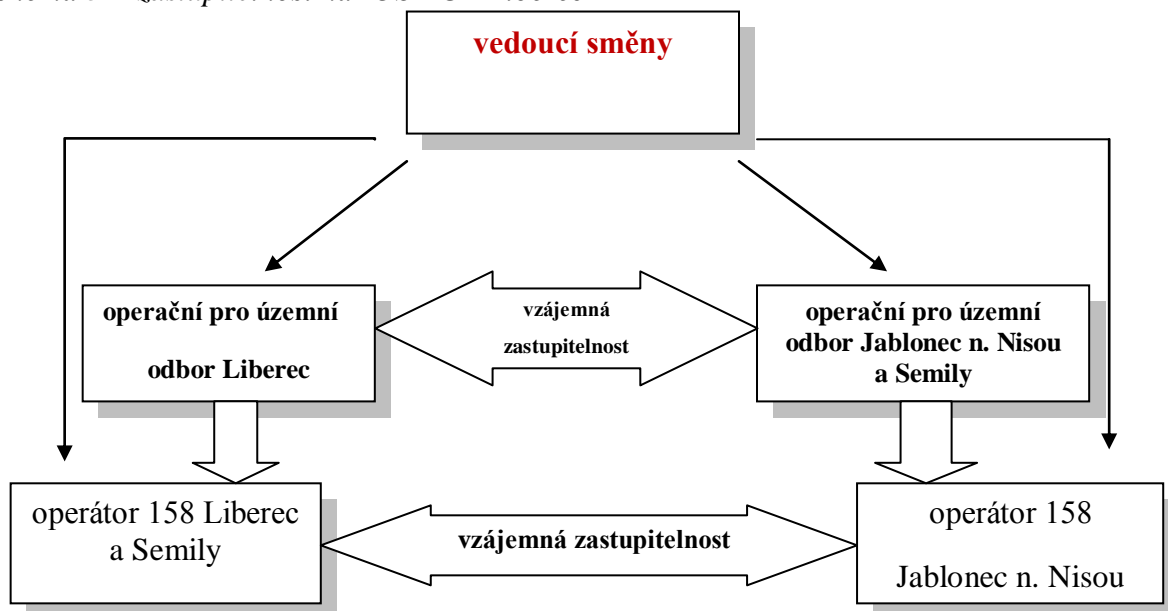 vedoucí směny
operační pro územní
odbor Liberec
vzájemná
zastupitelnost
operační pro územní
odbor Jablonec n. Nisou
a Semily
operátor 158 Liberec
a Semily
vzájemná zastupitelnost
operátor 158
Jablonec n. Nisou